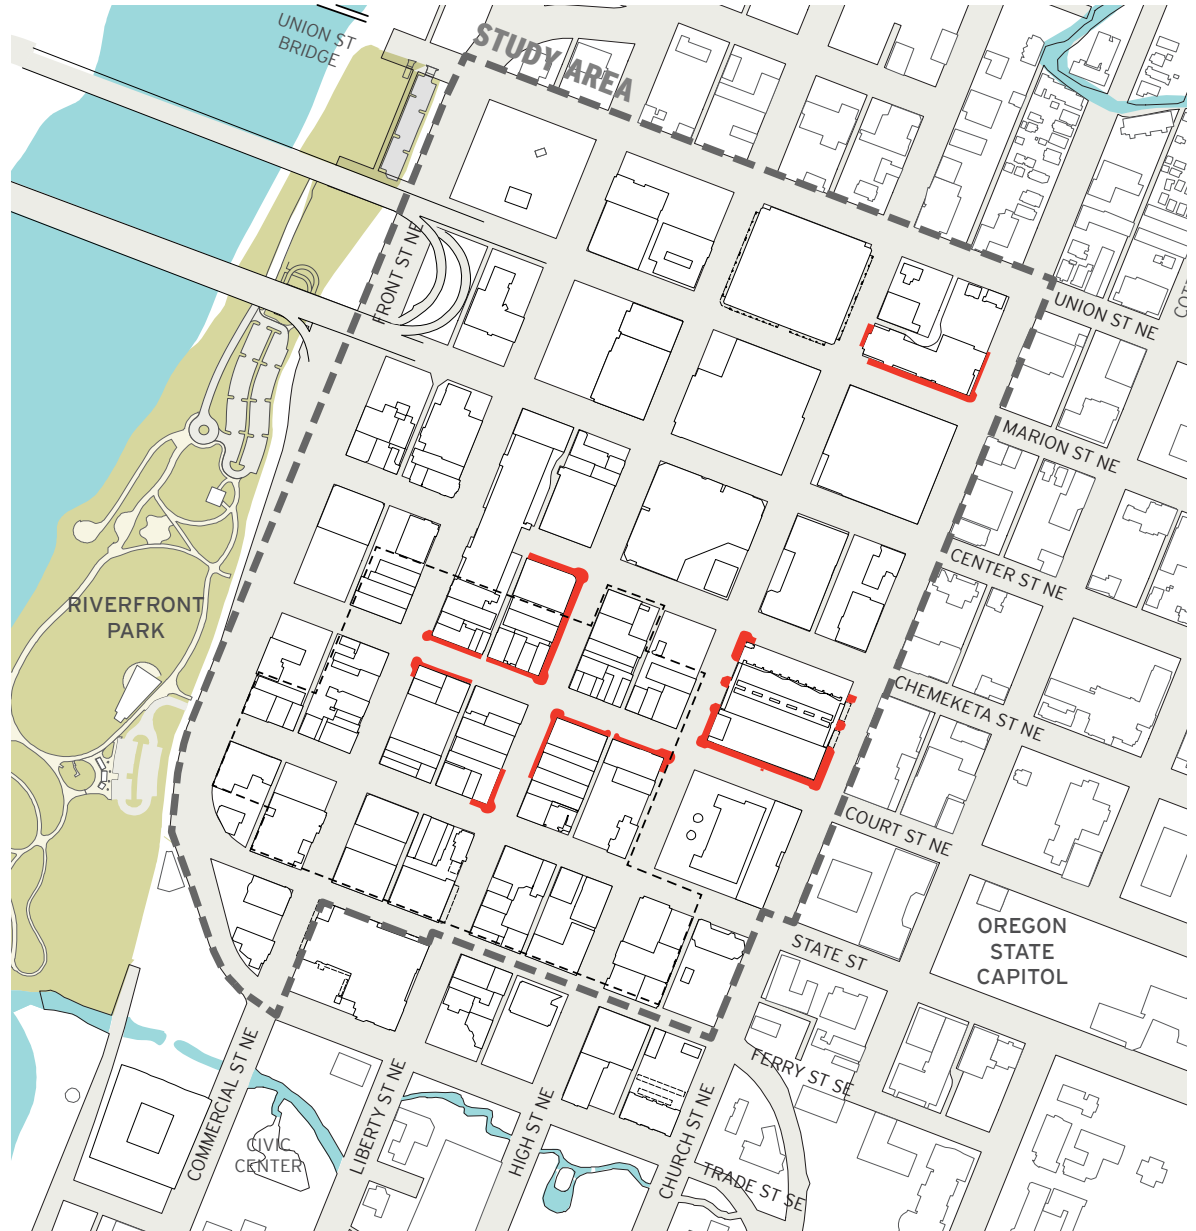 UNION ST
BRIDGE
STUDY AREA
FRONT ST NE
UNION ST NE
MARION ST NE
CENTER ST NE
RIVERFRONT
PARK
CHEMEKETA ST NE
COURT ST NE
STATE ST
OREGON
STATE
CAPITOL
FERRY ST SE
TRADE ST SE
COMMERCIAL ST NE
LIBERTY ST NE
HIGH ST NE
CHURCH ST NE
CIVIC
CENTER